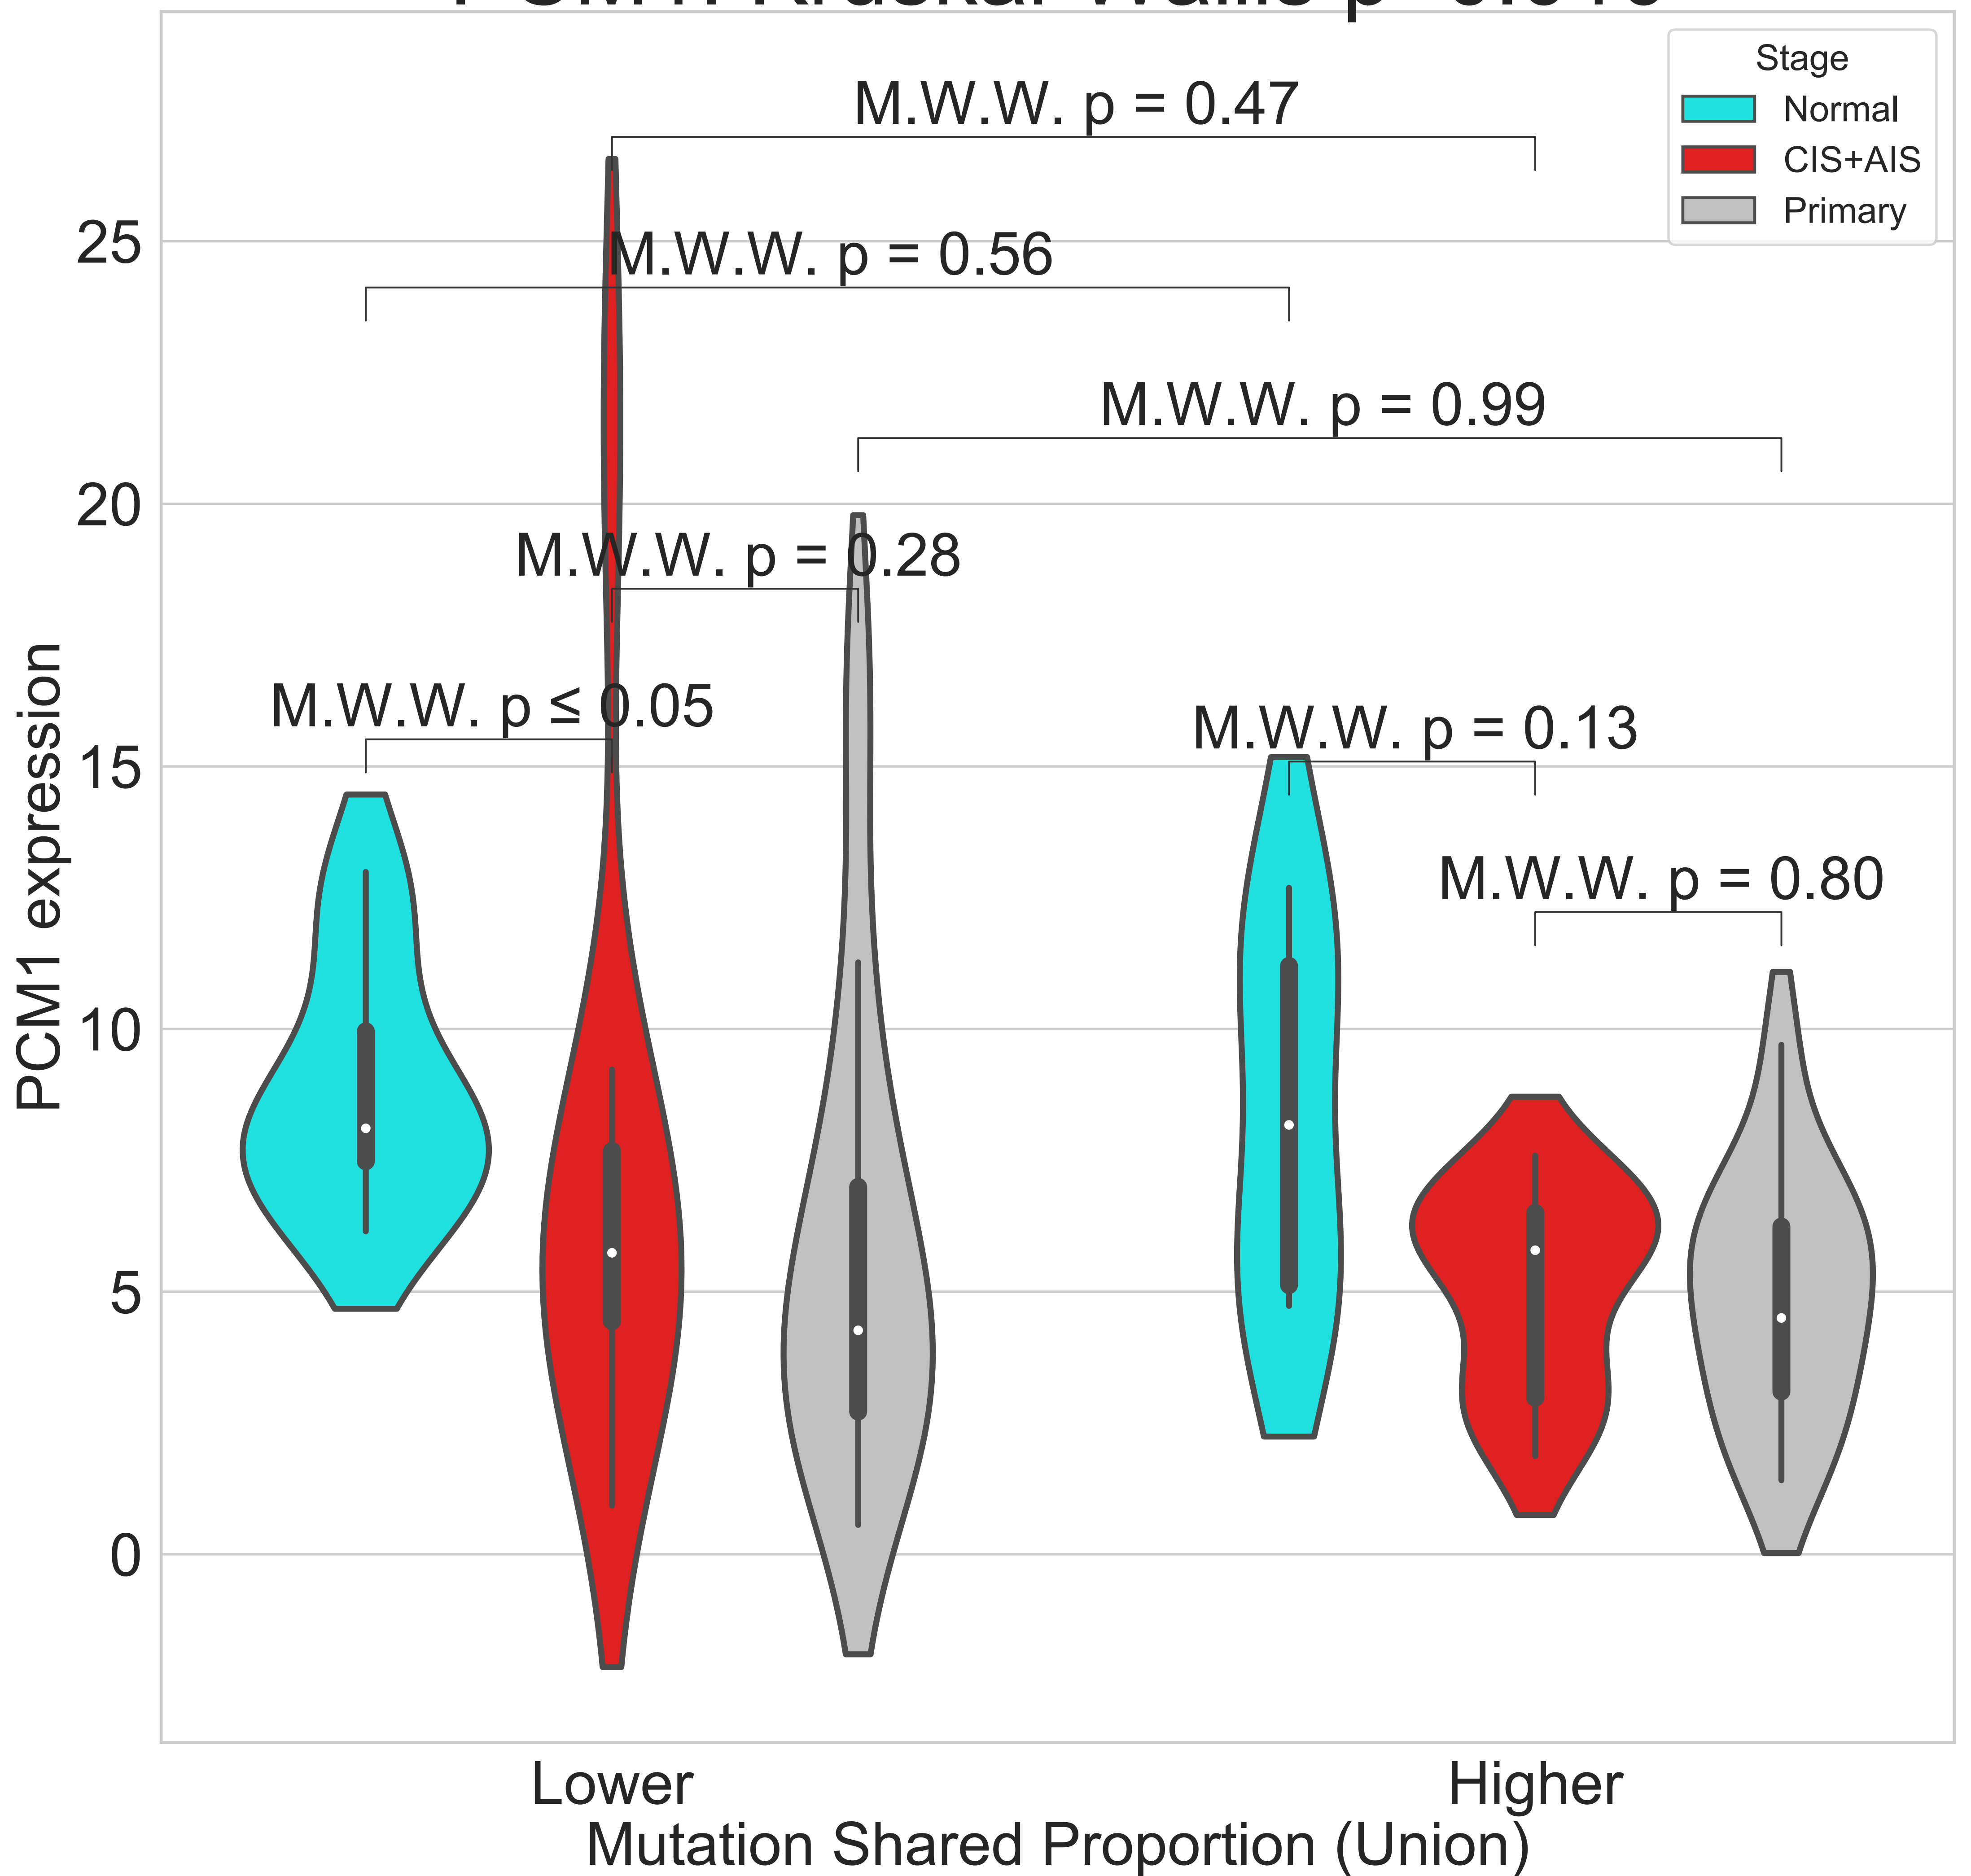 Stage
Normal
CIS+AIS
Primary
M.W.W. p = 0.47
M.W.W. p = 0.56
M.W.W. p = 0.99
M.W.W. p = 0.28
M.W.W. p ≤ 0.05
M.W.W. p = 0.13
M.W.W. p = 0.80
25
20
15
10
5
0
PCM1 expression
Lower
Higher
Mutation Shared Proportion (Union)